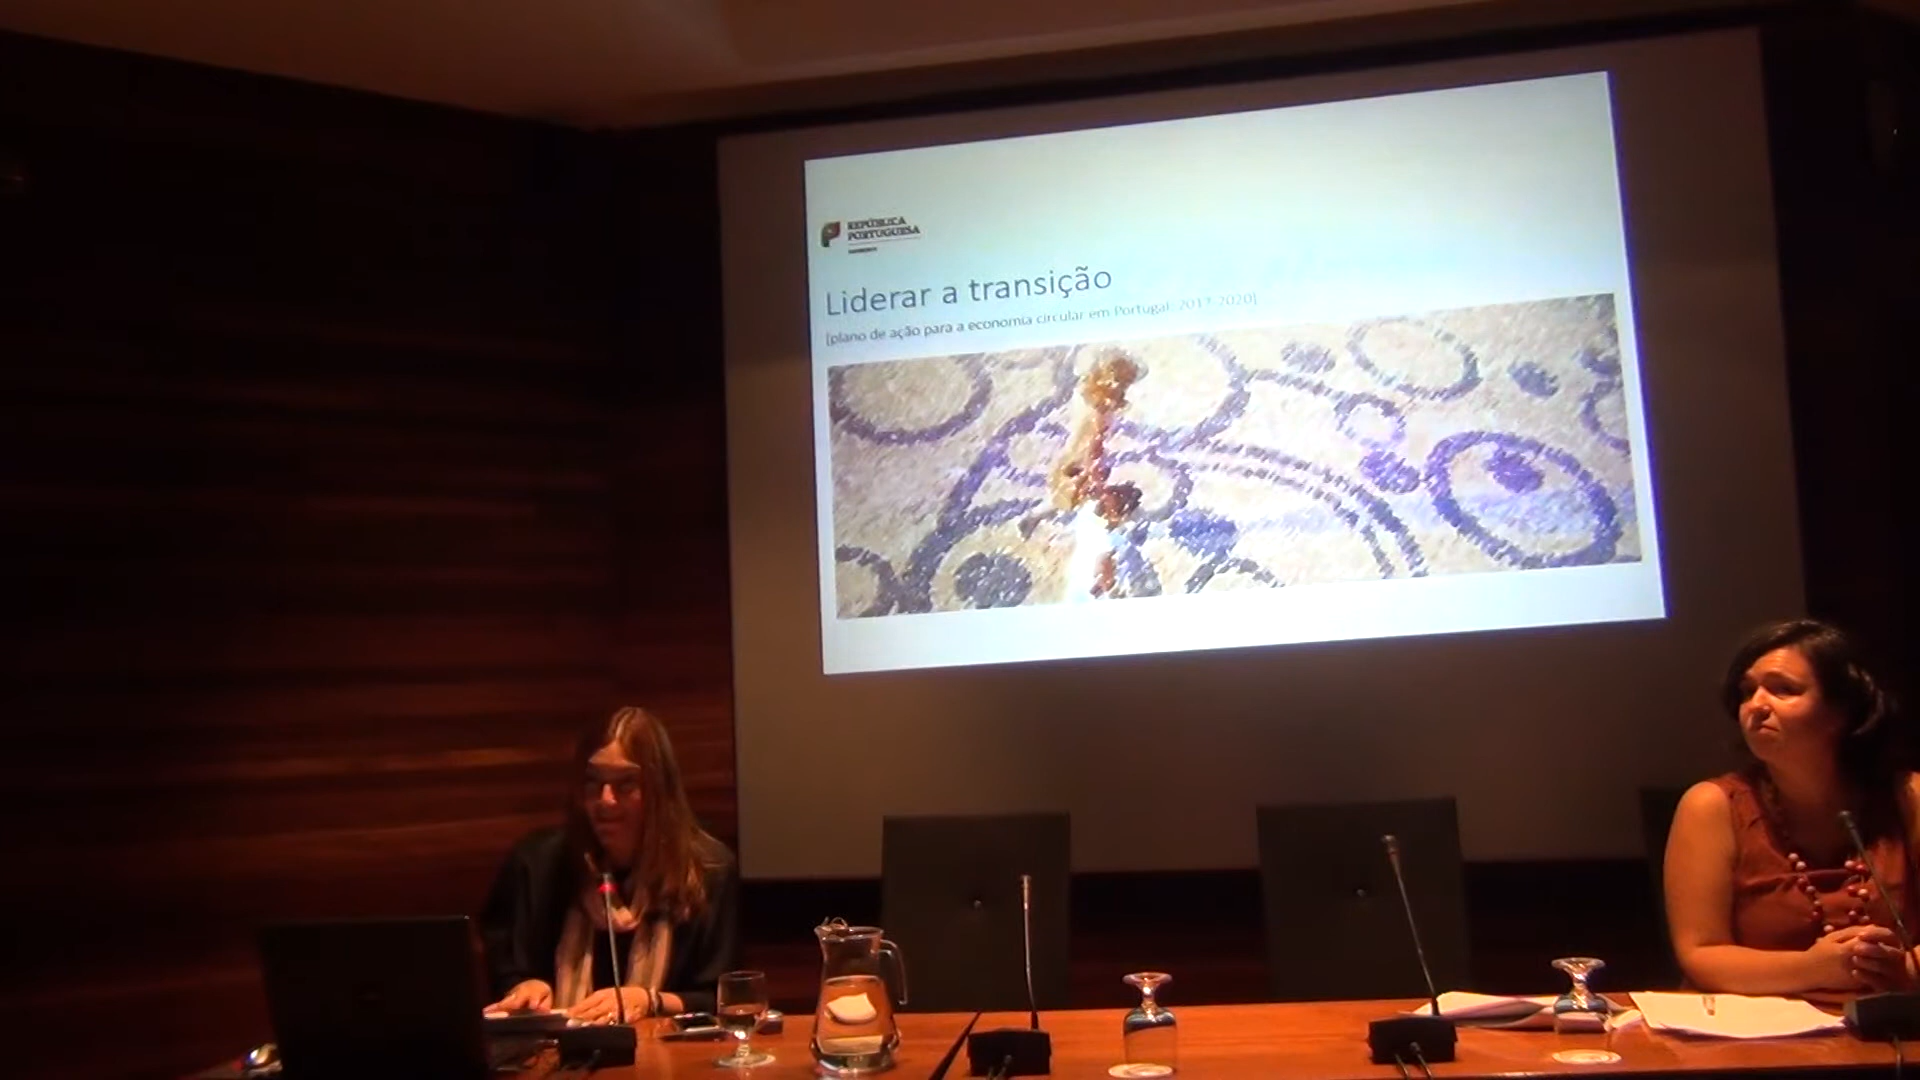 REPÚBLICA
PORTUGUESA
Liderar a transição
[plano de ação para a economia circular em Portugal: 2017-2020]